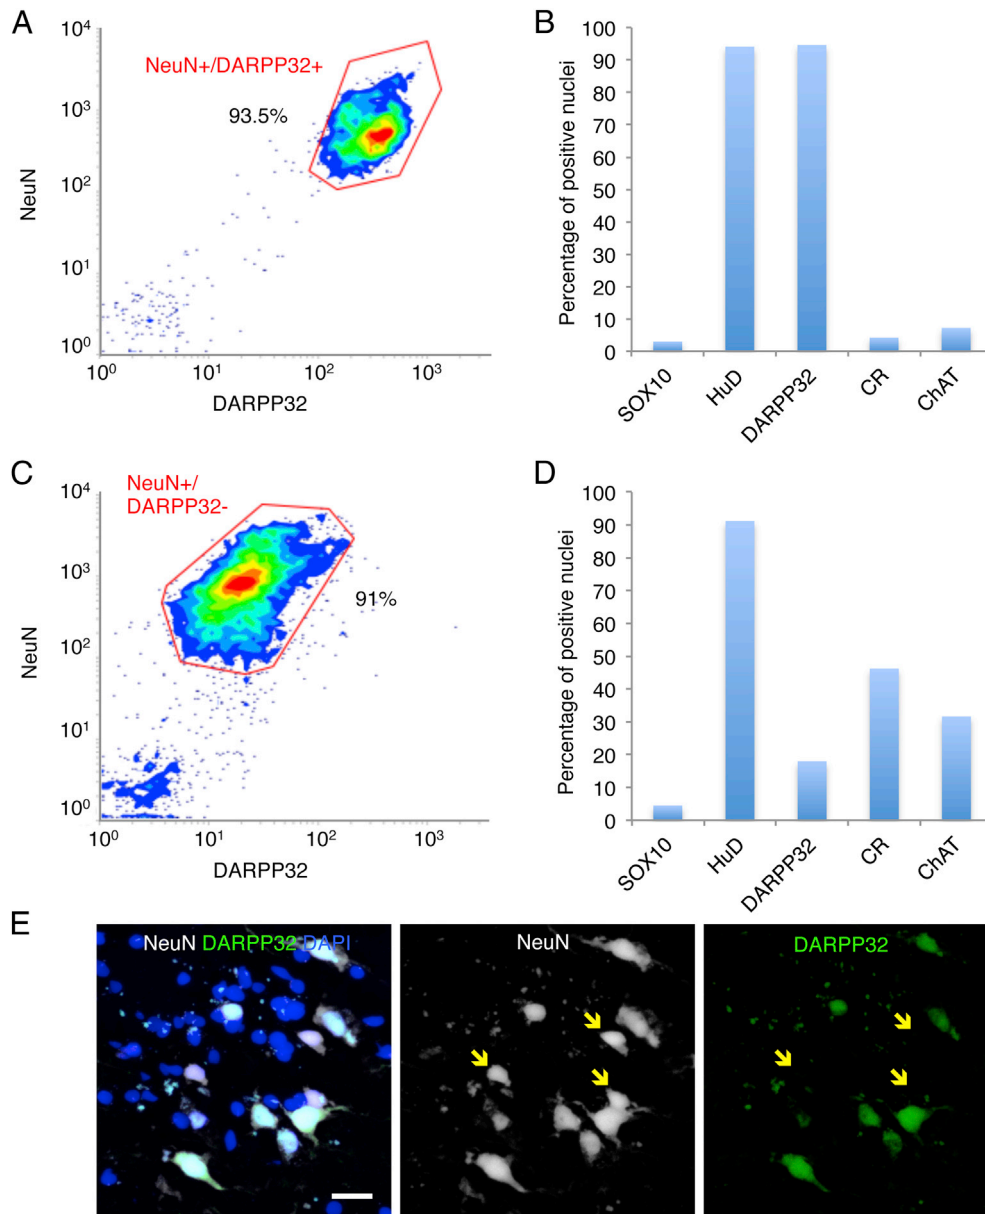 A
NeuN
10⁴
10³
10²
10¹
10⁰
NeuN+/DARPP32+
93.5%
10⁰ 10¹ 10² 10³
DARPP32
B
Percentage of positive nuclei
100
90
80
70
60
50
40
30
20
10
0
SOX10
HuD
DARPP32
CR
ChAT
C
NeuN
10⁴
10³
10²
10¹
10⁰
NeuN+/
DARPP32-
91%
10⁰ 10¹ 10² 10³
DARPP32
D
Percentage of positive nuclei
100
90
80
70
60
50
40
30
20
10
0
SOX10
HuD
DARPP32
CR
ChAT
E
NeuN DARPP32 DAPI
NeuN
DARPP32